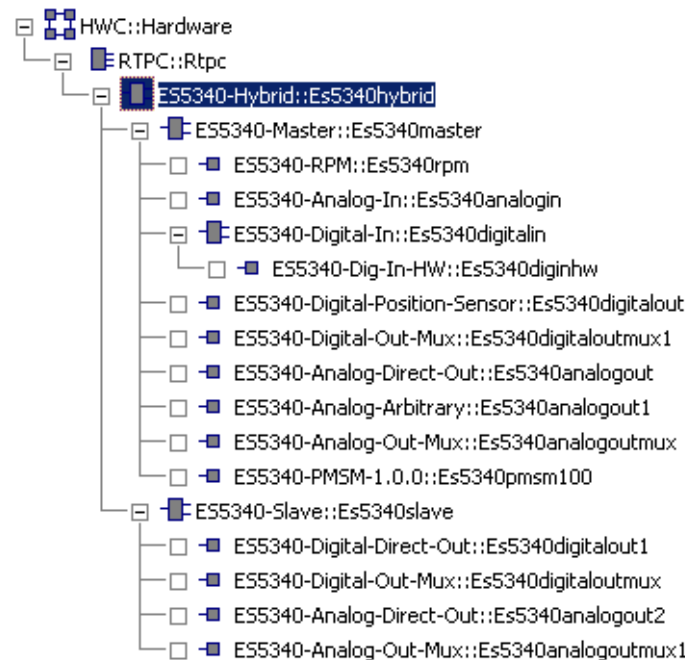 HWC::Hardware
RTPC::Rtpc
ES5340-Hybrid::Es5340hybrid
ES5340-Master::Es5340master
ES5340-RPM::Es5340rpm
ES5340-Analog-In::Es5340analogin
ES5340-Digital-In::Es5340digitalin
ES5340-Dig-In-HW::Es5340diginhw
ES5340-Digital-Position-Sensor::Es5340digitalout
ES5340-Digital-Out-Mux::Es5340digitaloutmux1
ES5340-Analog-Direct-Out::Es5340analogout
ES5340-Analog-Arbitrary::Es5340analogout1
ES5340-Analog-Out-Mux::Es5340analogoutmux
ES5340-PMSM-1.0.0::Es5340pmsm100
ES5340-Slave::Es5340slave
ES5340-Digital-Direct-Out::Es5340digitalout1
ES5340-Digital-Out-Mux::Es5340digitaloutmux
ES5340-Analog-Direct-Out::Es5340analogout2
ES5340-Analog-Out-Mux::Es5340analogoutmux1